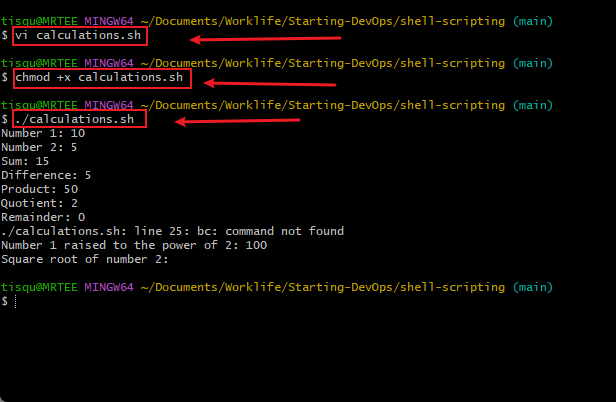 tisqu@MRTEE MINGW64 ~/Documents/Worklife/Starting-DevOps/shell-scripting (main)
$ vi calculations.sh
tisqu@MRTEE MINGW64 ~/Documents/Worklife/Starting-DevOps/shell-scripting (main)
$ chmod +x calculations.sh
tisqu@MRTEE MINGW64 ~/Documents/Worklife/Starting-DevOps/shell-scripting (main)
$ ./calculations.sh
Number 1: 10
Number 2: 5
Sum: 15
Difference: 5
Product: 50
Quotient: 2
Remainder: 0
./calculations.sh: line 25: bc: command not found
Number 1 raised to the power of 2: 100
Square root of number 2:
tisqu@MRTEE MINGW64 ~/Documents/Worklife/Starting-DevOps/shell-scripting (main)
$